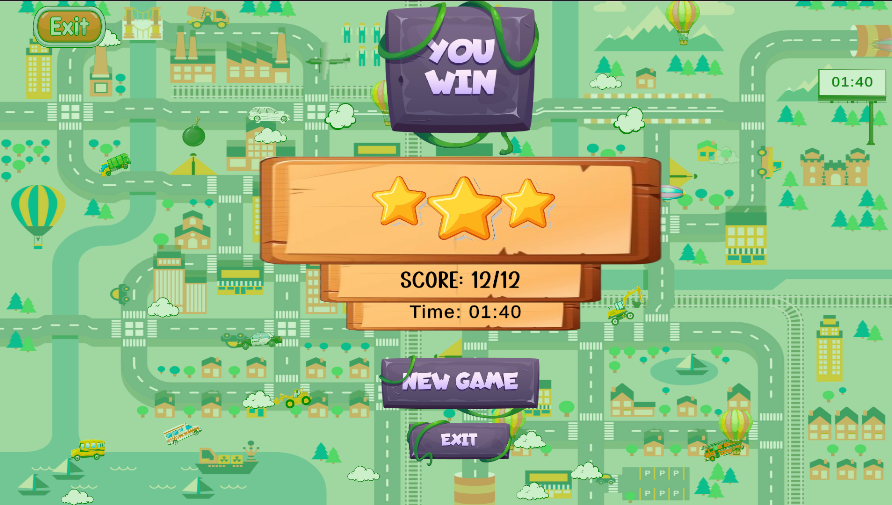 Exit
YOU
WIN
01:40
SCORE: 12/12
Time: 01:40
NEW GAME
EXIT
P P P
P P P